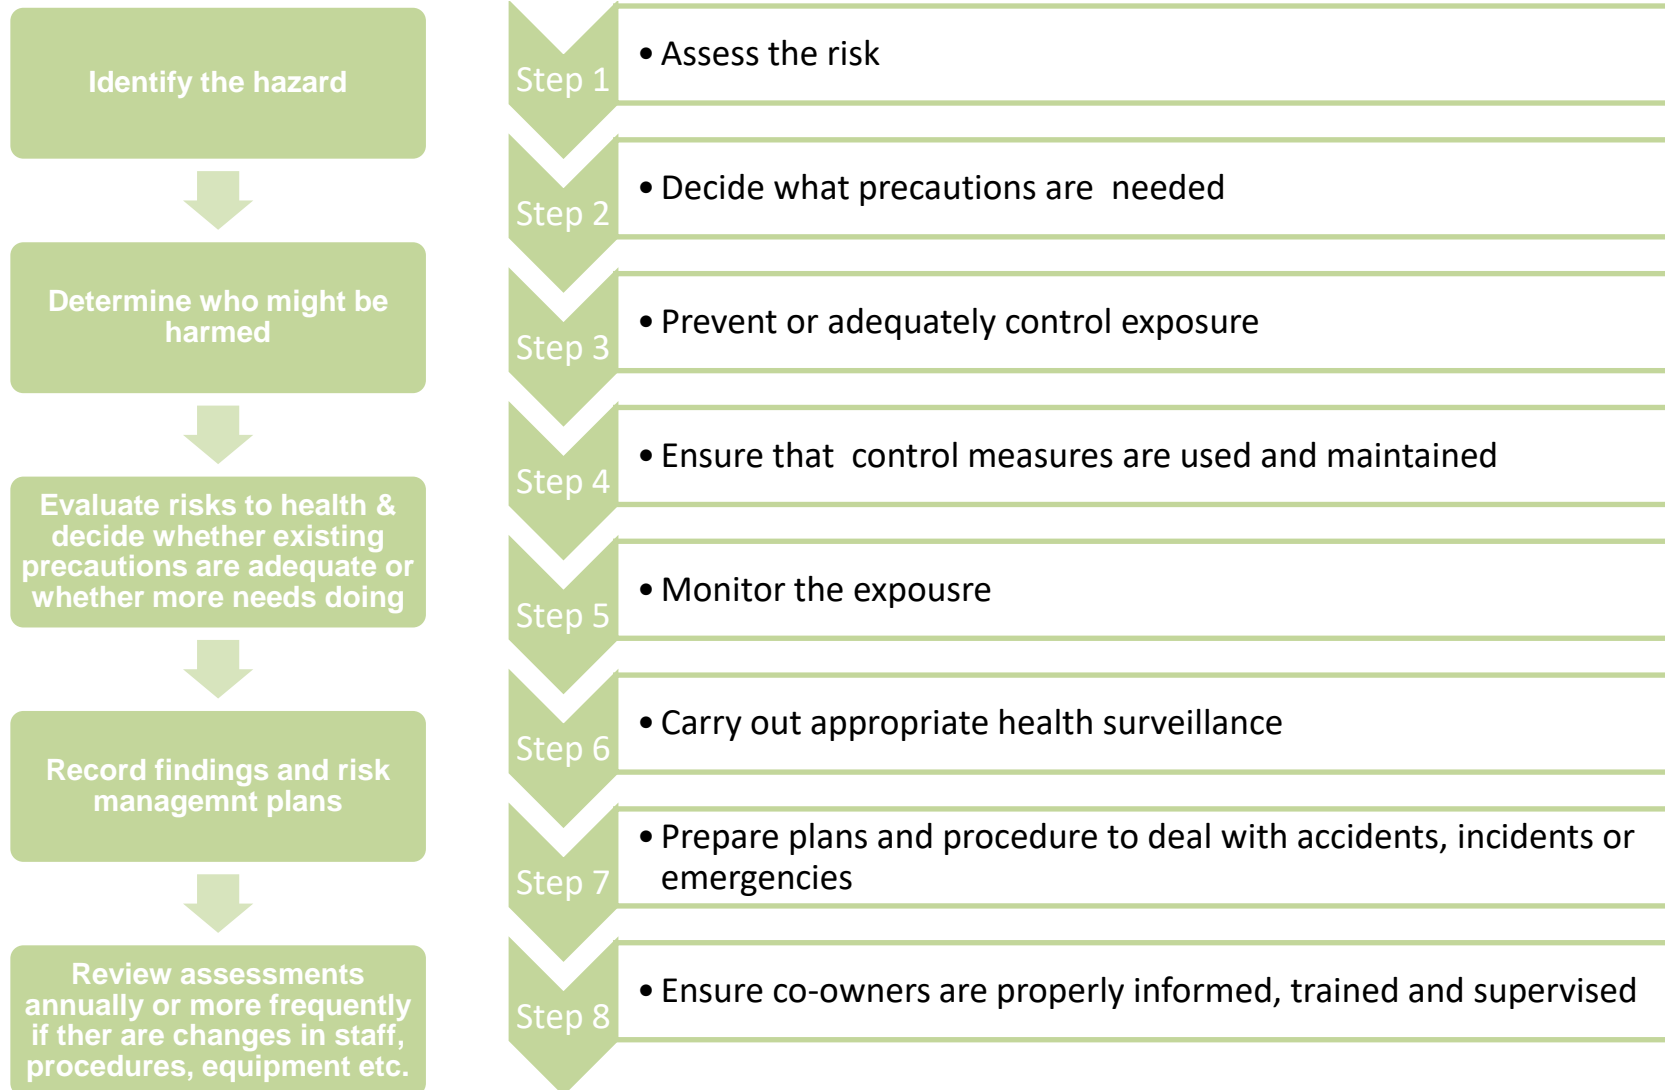 Identify the hazard
Determine who might be
harmed
Evaluate risks to health &
decide whether existing
precautions are adequate or
whether more needs doing
Record findings and risk
managemnt plans
Review assessments
annually or more frequently
if ther are changes in staff,
procedures, equipment etc.
Step 1
• Assess the risk
Step 2
• Decide what precautions are needed
Step 3
• Prevent or adequately control exposure
Step 4
• Ensure that control measures are used and maintained
Step 5
• Monitor the expousre
Step 6
• Carry out appropriate health surveillance
Step 7
• Prepare plans and procedure to deal with accidents, incidents or
emergencies
Step 8
• Ensure co-owners are properly informed, trained and supervised